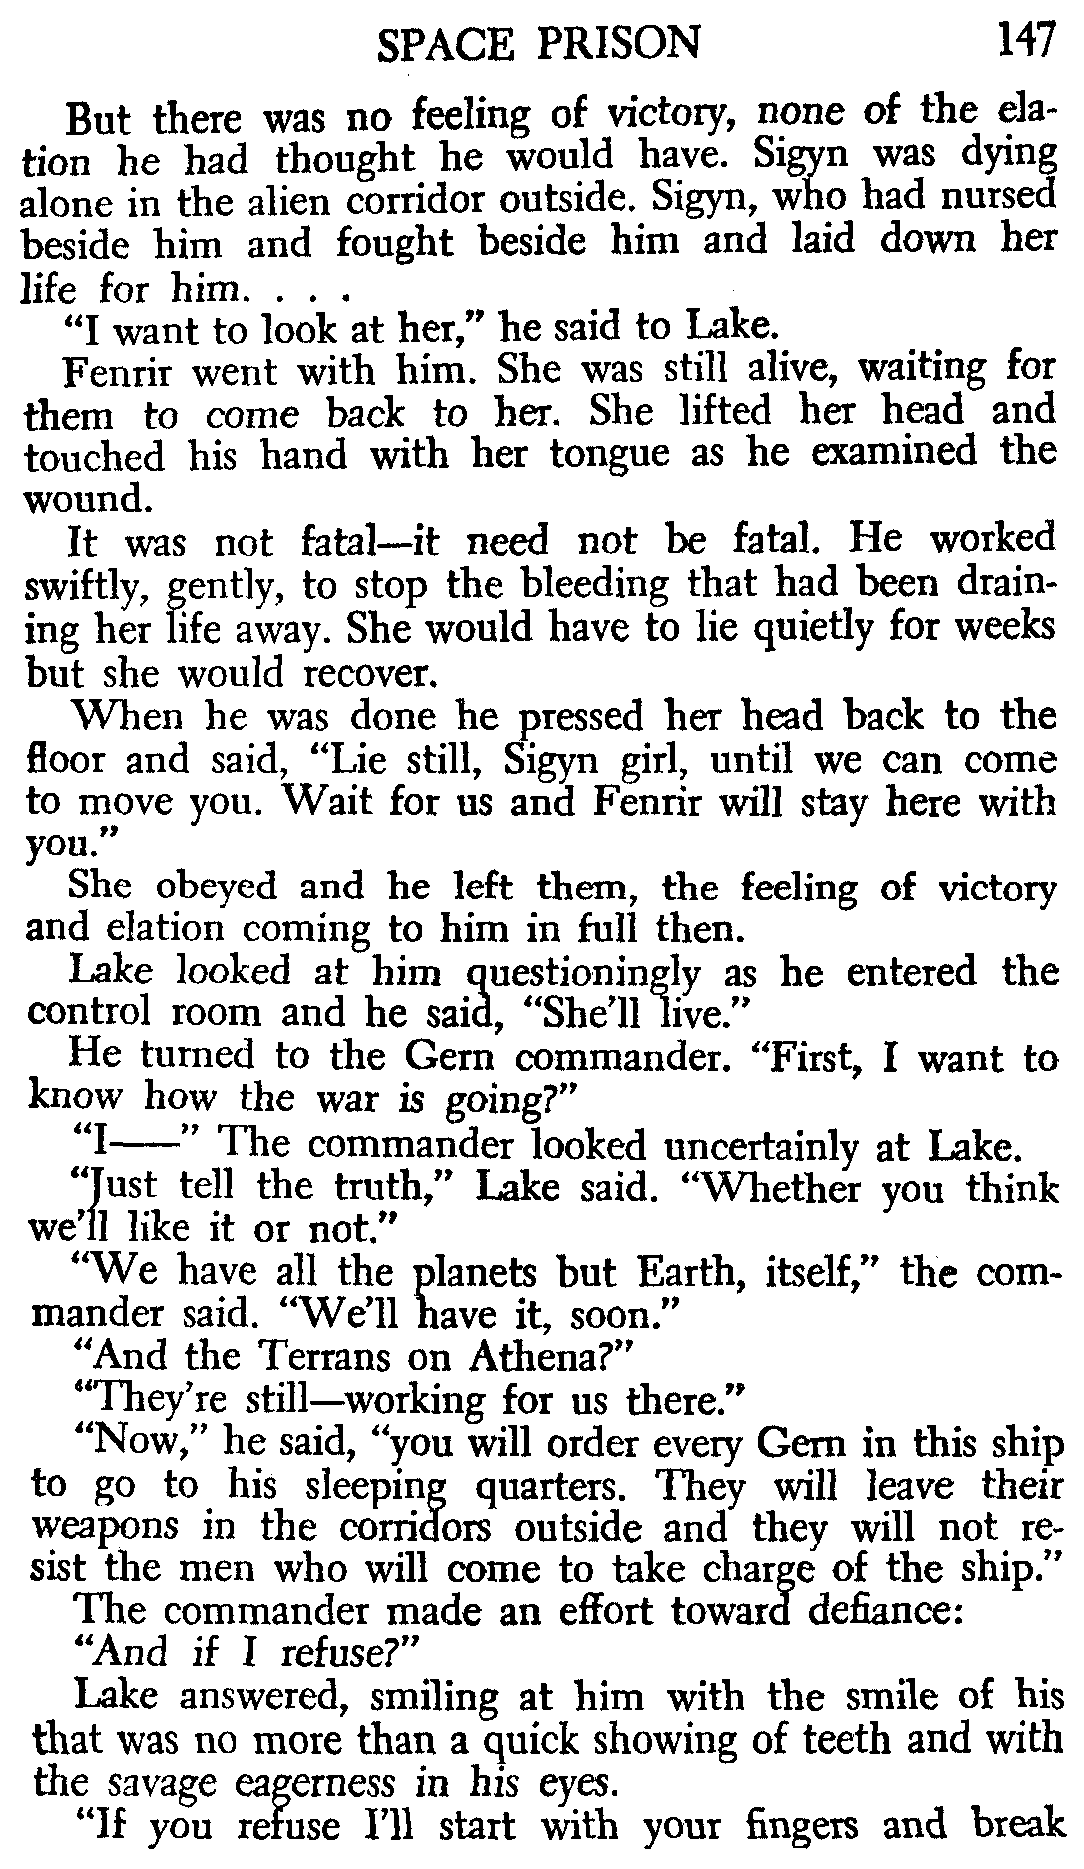 SPACE PRISON 147
But there was no feeling of victory, none of the ela-
tion he had thought he would have. Sigyn was dying
alone in the alien corridor outside. Sigyn, who had nursed
beside him and fought beside him and laid down her
life for him. . . .
“I want to look at her,” he said to Lake.
Fenrir went with him. She was still alive, waiting for
them to come back to her. She lifted her head and
touched his hand with her tongue as he examined the
wound.
It was not fatal—it need not be fatal. He worked
swiftly, gently, to stop the bleeding that had been drain-
ing her life away. She would have to lie quietly for weeks
but she would recover.
When he was done he pressed her head back to the
floor and said, “Lie still, Sigyn girl, until we can come
to move you. Wait for us and Fenrir will stay here with
you.”
She obeyed and he left them, the feeling of victory
and elation coming to him in full then.
Lake looked at him questioningly as he entered the
control room and he said, “She’ll live.”
He turned to the Gern commander. “First, I want to
know how the war is going?”
“I——” The commander looked uncertainly at Lake.
“Just tell the truth,” Lake said. “Whether you think
we’ll like it or not.”
“We have all the planets but Earth, itself,” the com-
mander said. “We’ll have it, soon.”
“And the Terrans on Athena?”
“They’re still—working for us there.”
“Now,” he said, “you will order every Gern in this ship
to go to his sleeping quarters. They will leave their
weapons in the corridors outside and they will not re-
sist the men who will come to take charge of the ship.”
The commander made an effort toward defiance:
“And if I refuse?”
Lake answered, smiling at him with the smile of his
that was no more than a quick showing of teeth and with
the savage eagerness in his eyes.
“If you refuse I’ll start with your fingers and break